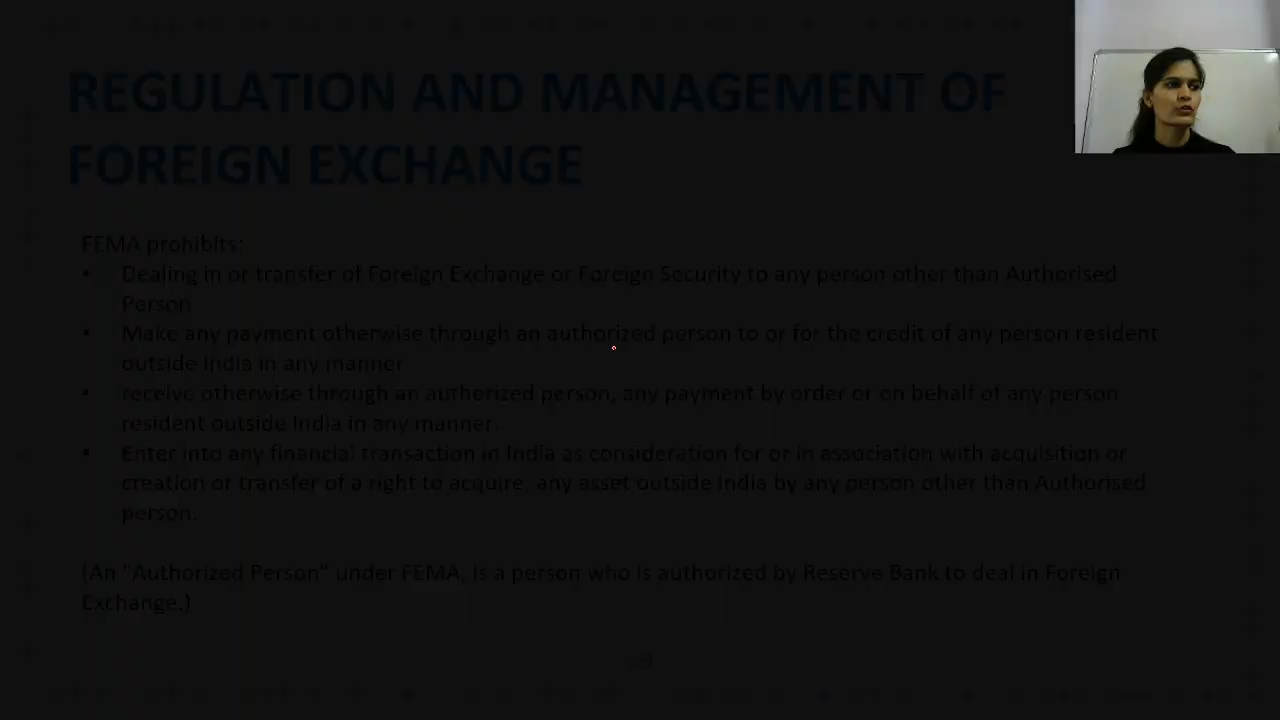 REGULATION AND MANAGEMENT OF
FOREIGN EXCHANGE
FEMA prohibits:
• Dealing in or transfer of Foreign Exchange or Foreign Security to any person other than Authorised
Person
• Make any payment otherwise through an authorized person to or for the credit of any person resident
outside India in any manner
• receive otherwise through an authorized person, any payment by order or on behalf of any person
resident outside India in any manner.
• Enter into any financial transaction in India as consideration for or in association with acquisition or
creation or transfer of a right to acquire, any asset outside India by any person other than Authorised
person.
(An "Authorized Person" under FEMA, is a person who is authorized by Reserve Bank to deal in Foreign
Exchange.)